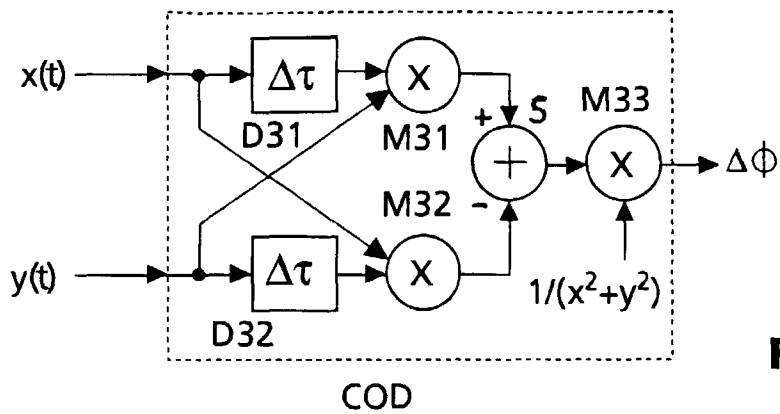 x(t)
Δτ
X
D31
M31
+
S
M33
+
X
Δϕ
M32
-
y(t)
Δτ
X
D32
1/(x²+y²)
COD